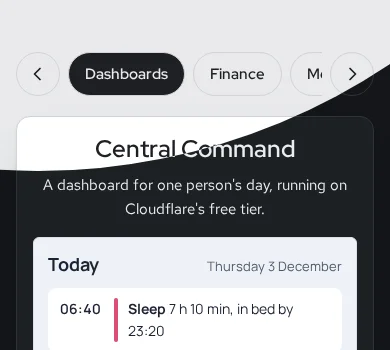 Dashboards
Finance
Central Command
A dashboard for one person's day, running on
Cloudflare's free tier.
Today
Thursday 3 December
06:40
Sleep 7 h 10 min, in bed by
23:20